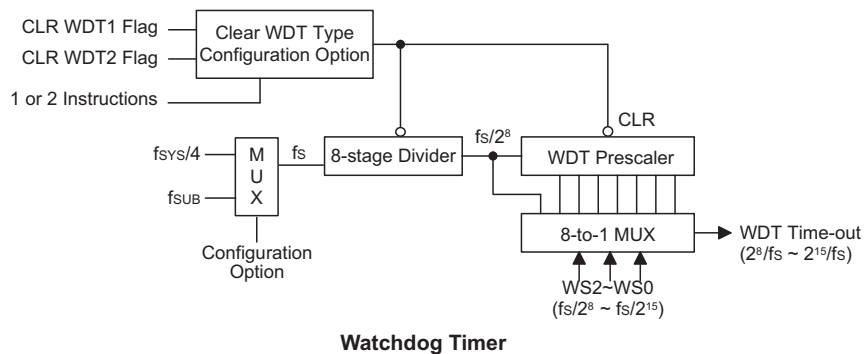 CLR WDT1 Flag
CLR WDT2 Flag
1 or 2 Instructions
Clear WDT Type
Configuration Option
fSYS/4
fSUB
M
U
X
Configuration
Option
fS
8-stage Divider
fS/2⁸
CLR
WDT Prescaler
8-to-1 MUX
WDT Time-out
(2⁸/fS ~ 2¹⁵/fS)
WS2~WS0
(fS/2⁸ ~ fS/2¹⁵)
Watchdog Timer